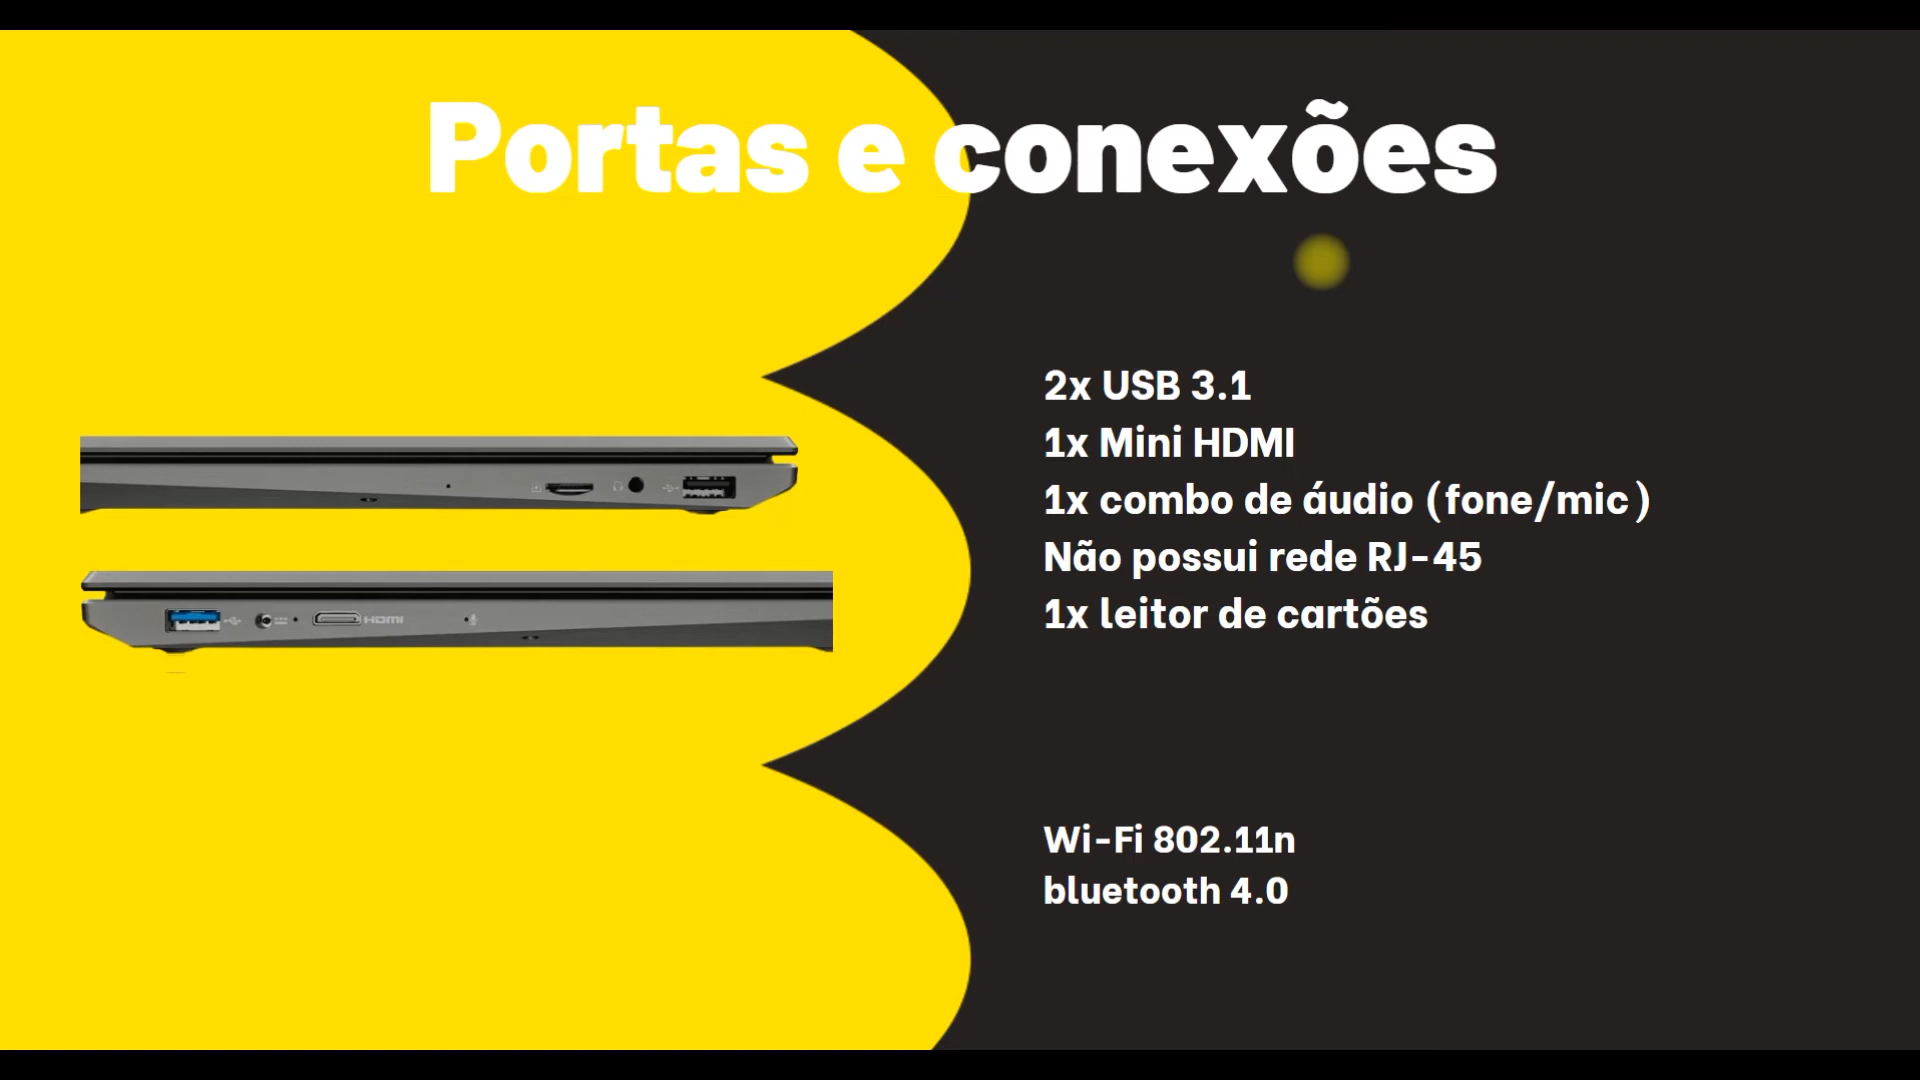 Portas e conexões
2x USB 3.1
1x Mini HDMI
1x combo de áudio (fone/mic)
Não possui rede RJ-45
1x leitor de cartões
HDMI
Wi-Fi 802.11n
bluetooth 4.0